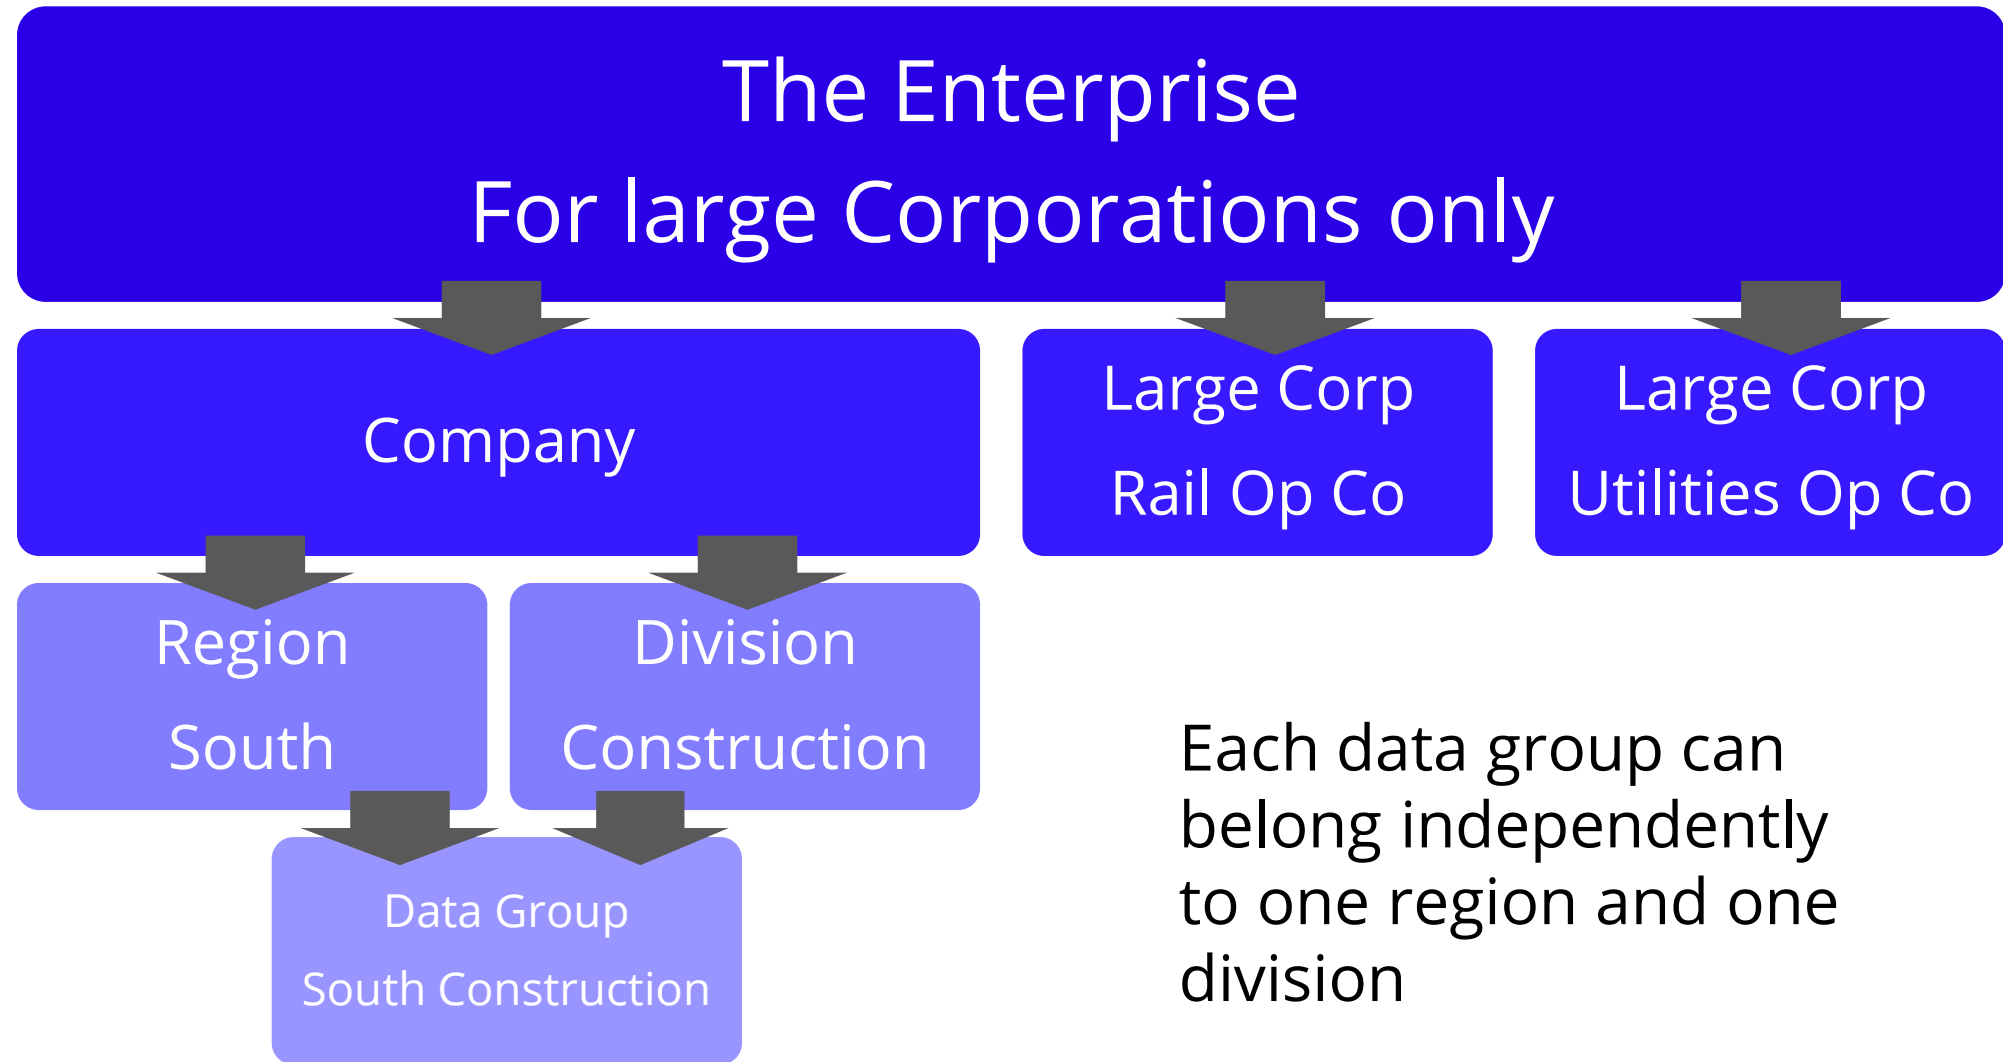 The Enterprise
For large Corporations only
Company
Large Corp
Rail Op Co
Large Corp
Utilities Op Co
Region
South
Division
Construction
Data Group
South Construction
Each data group can
belong independently
to one region and one
division